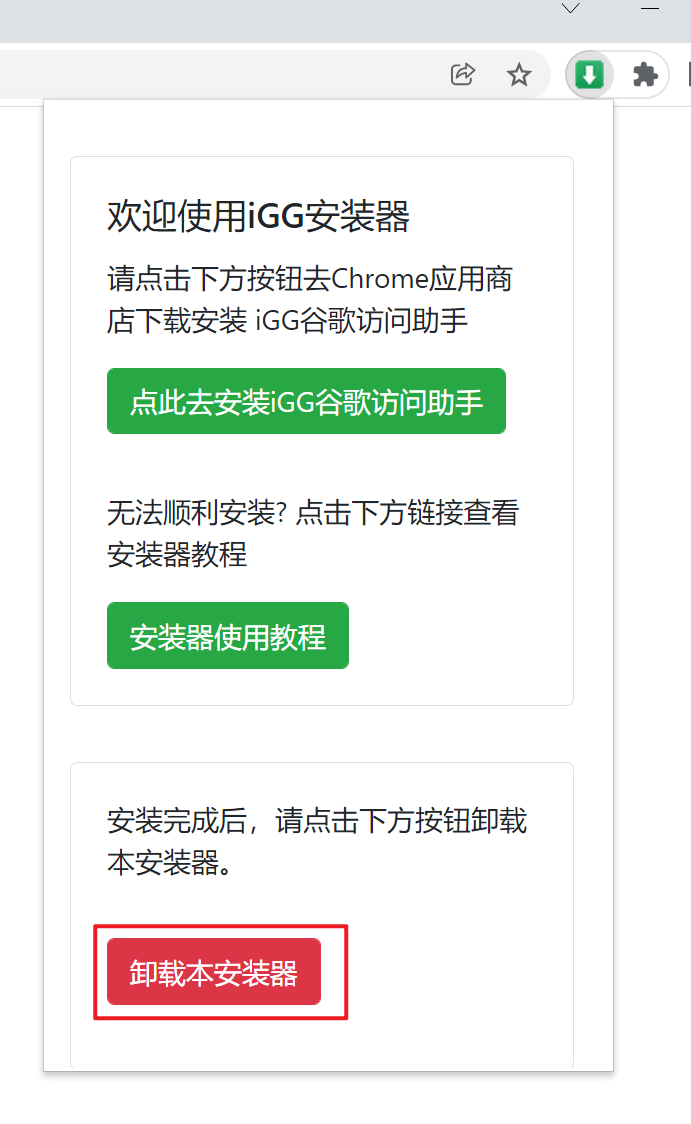 欢迎使用iGG安装器
请点击下方按钮去Chrome应用商
店下载安装 iGG谷歌访问助手
点此去安装iGG谷歌访问助手
无法顺利安装? 点击下方链接查看
安装器教程
安装器使用教程
安装完成后，请点击下方按钮卸载
本安装器。
卸载本安装器